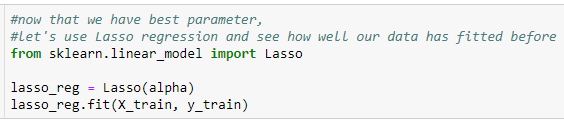 #now that we have best parameter,
#let's use Lasso regression and see how well our data has fitted before
from sklearn.linear_model import Lasso
lasso_reg = Lasso(alpha)
lasso_reg.fit(X_train, y_train)